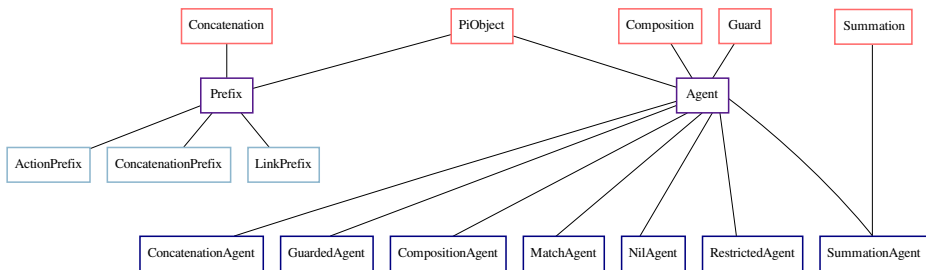 Concatenation
PiObject
Composition
Guard
Summation
Prefix
Agent
ActionPrefix
ConcatenationPrefix
LinkPrefix
ConcatenationAgent
GuardedAgent
CompositionAgent
MatchAgent
NilAgent
RestrictedAgent
SummationAgent